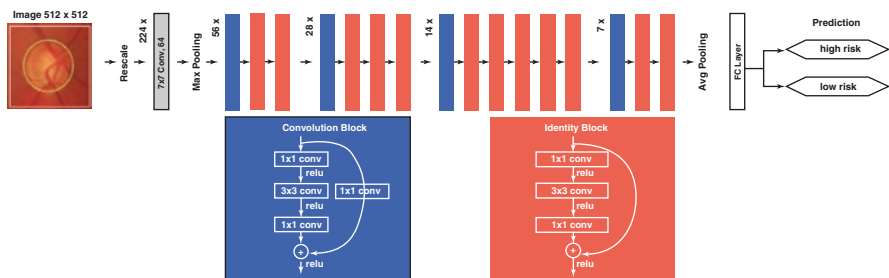 Image 512 x 512
Rescale
224 x
7x7 Conv, 64
Max Pooling
56 x
28 x
14 x
7 x
Avg Pooling
FC Layer
Prediction
high risk
low risk
Convolution Block
1x1 conv
relu
3x3 conv
1x1 conv
relu
1x1 conv
+
relu
Identity Block
1x1 conv
relu
3x3 conv
relu
1x1 conv
+
relu